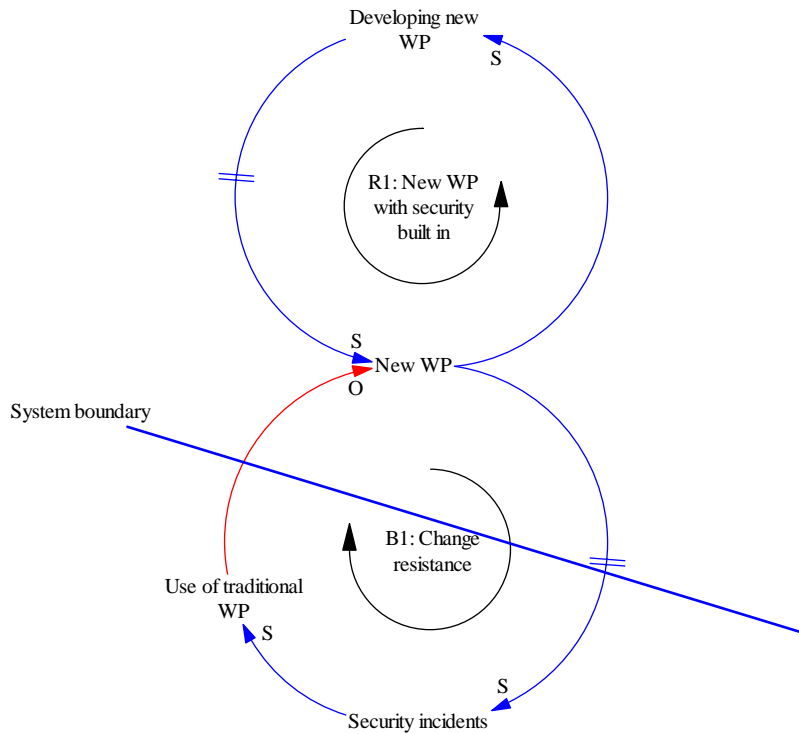 Developing new
WP
S
R1: New WP
with security
built in
S
New WP
O
System boundary
B1: Change
resistance
Use of traditional
WP
S
S
Security incidents